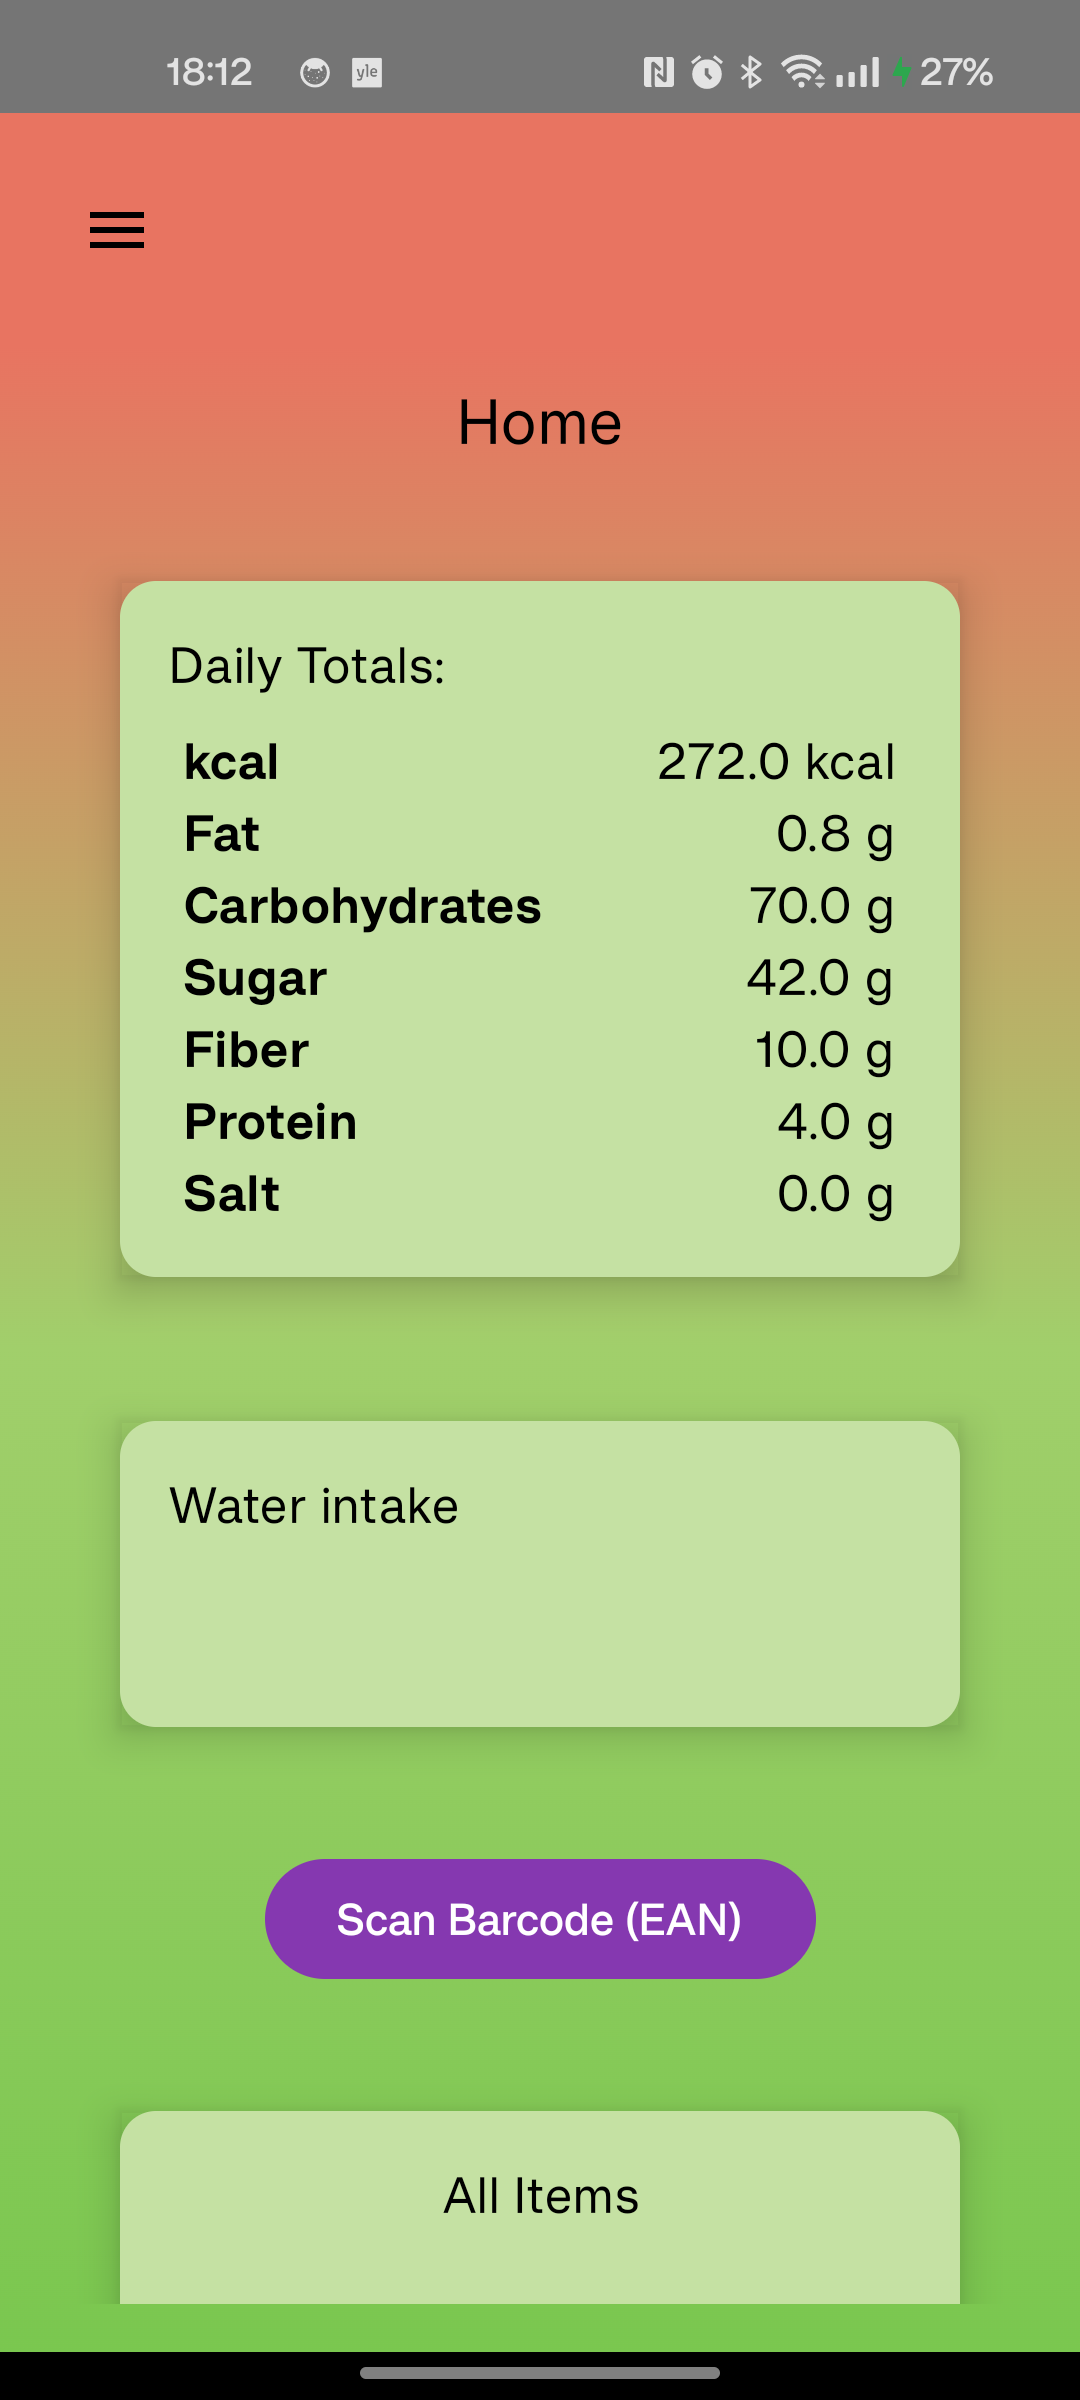 18:12 yle 27%
Home
Daily Totals:
kcal 272.0 kcal
Fat 0.8 g
Carbohydrates 70.0 g
Sugar 42.0 g
Fiber 10.0 g
Protein 4.0 g
Salt 0.0 g
Water intake
Scan Barcode (EAN)
All Items